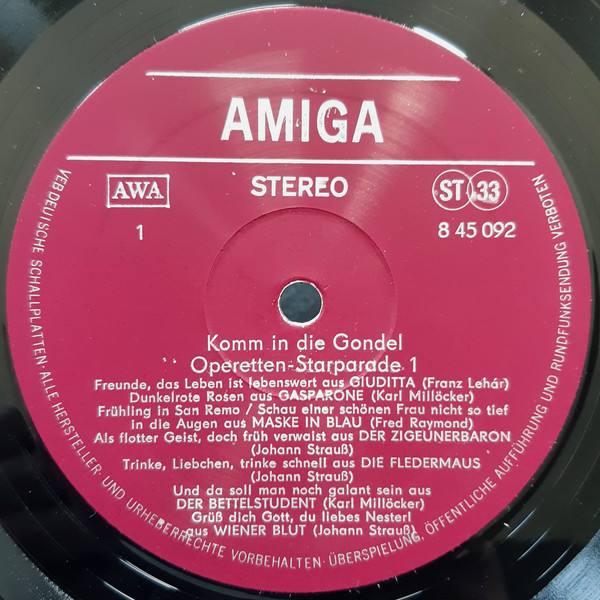 AMIGA
AWA
STEREO
ST 33
1
8 45 092
Komm in die Gondel
Operetten-Starparade 1
Freunde, das Leben ist lebenswert aus GIUDITTA (Franz Lehár)
Dunkelrote Rosen aus GASPARONE (Karl Millöcker)
Frühling in San Remo / Schau einer schönen Frau nicht so tief
in die Augen aus MASKE IN BLAU (Fred Raymond)
Als flotter Geist, doch früh verwaist aus DER ZIGEUNERBARON
(Johann Strauß)
Trinke, Liebchen, trinke schnell aus DIE FLEDERMAUS
(Johann Strauß)
Und da soll man noch galant sein aus
DER BETTELSTUDENT (Karl Millöcker)
Grüß dich Gott, du liebes Nesterl
aus WIENER BLUT (Johann Strauß)
VEB DEUTSCHE SCHALLPLATTEN · ALLE HERSTELLER- UND URHEBERRECHTE VORBEHALTEN · ÜBERSPIELUNG, ÖFFENTLICHE AUFFÜHRUNG UND RUNDFUNKSENDUNG VERBOTEN